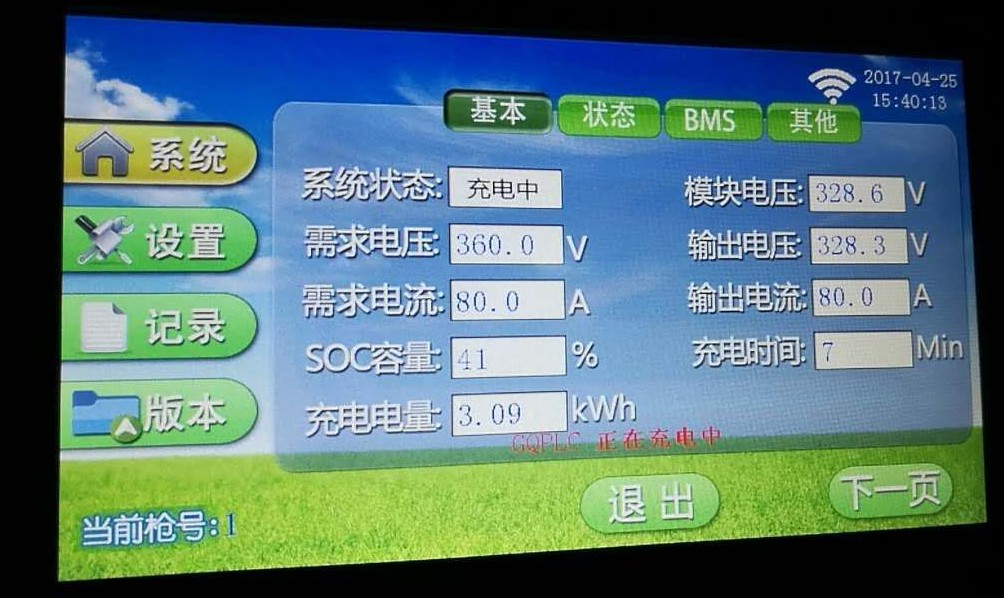 2017-04-25
15:40:13
基本 状态 BMS 其他
系统
设置
记录
版本
系统状态: 充电中 模块电压: 328.6 V
需求电压: 360.0 V 输出电压: 328.3 V
需求电流: 80.0 A 输出电流: 80.0 A
SOC容量: 41 % 充电时间: 7 Min
充电电量: 3.09 kWh
GQPLC 正在充电中
退出 下一页
当前枪号:1